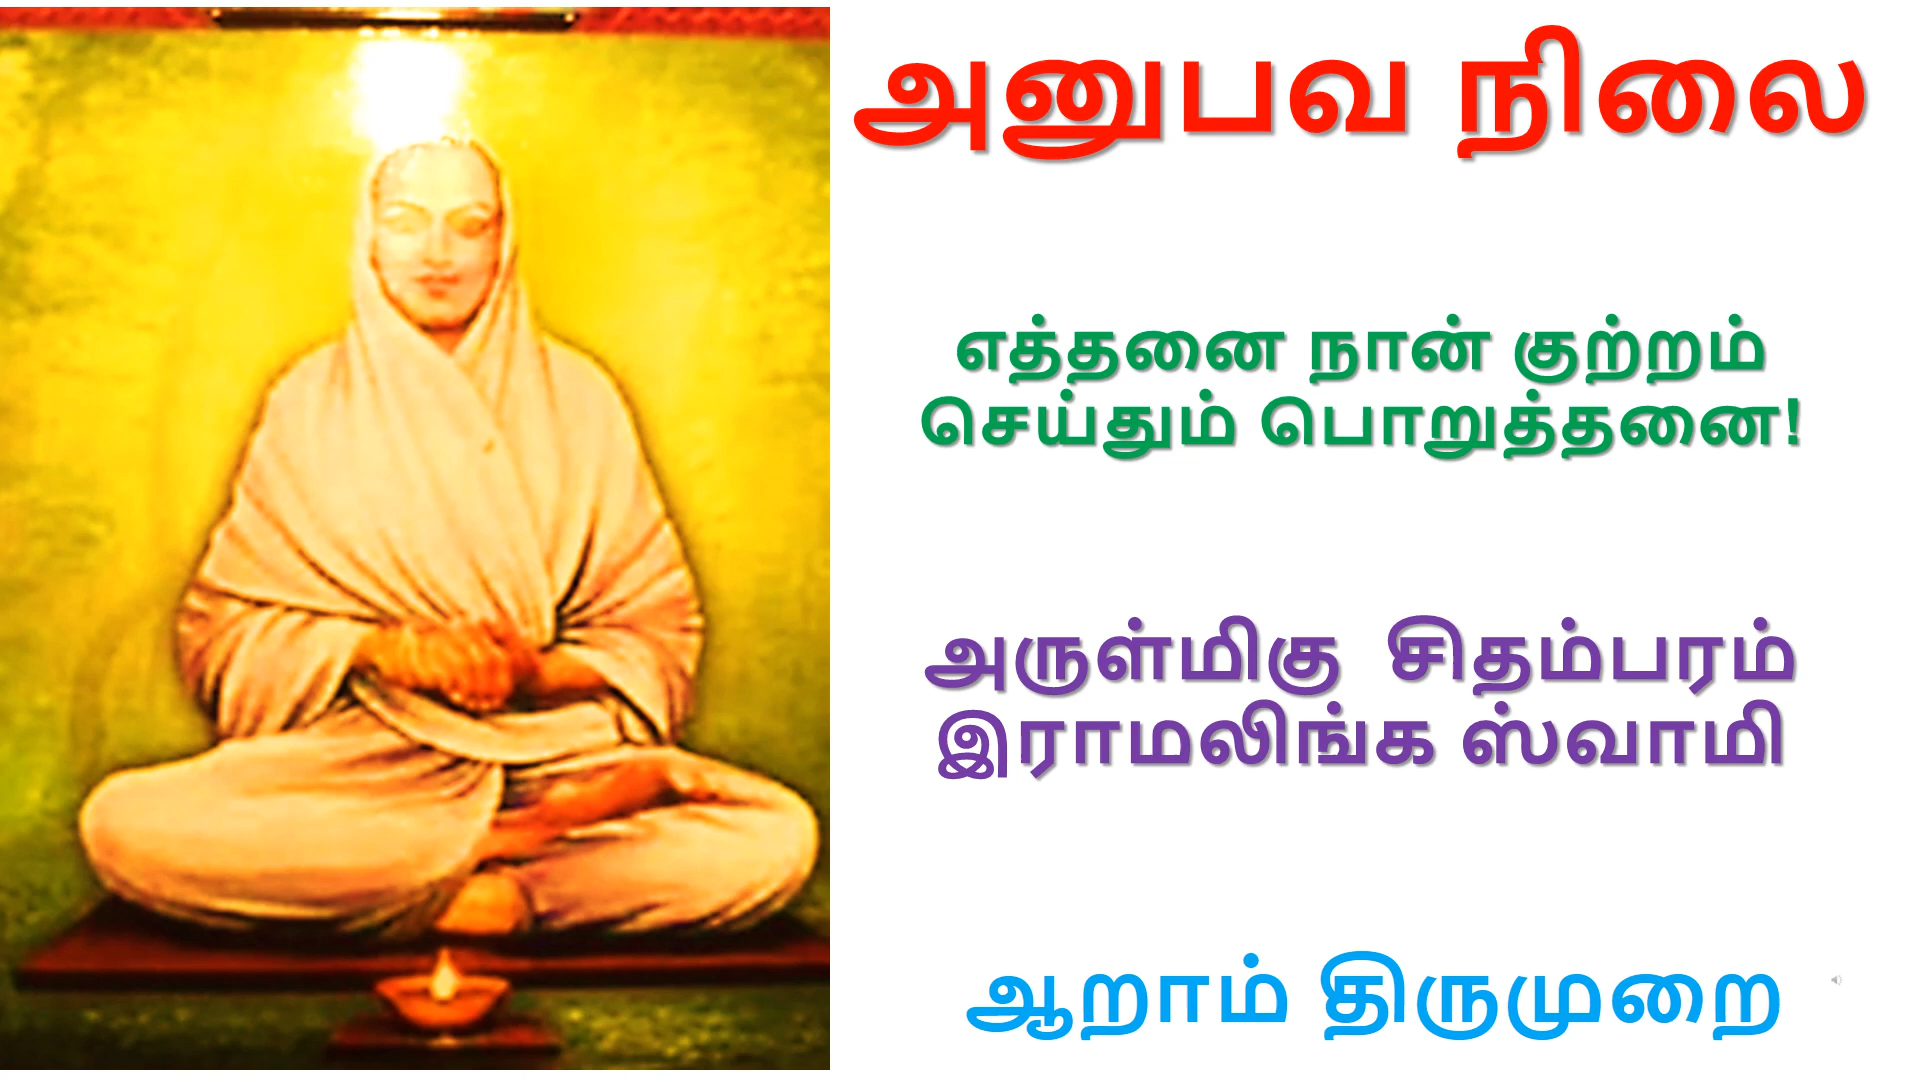 அனுபவ நிலை
எத்தனை நான் குற்றம்
செய்தும் பொறுத்தனை!
அருள்மிகு சிதம்பரம்
இராமலிங்க ஸ்வாமி
ஆறாம் திருமுறை